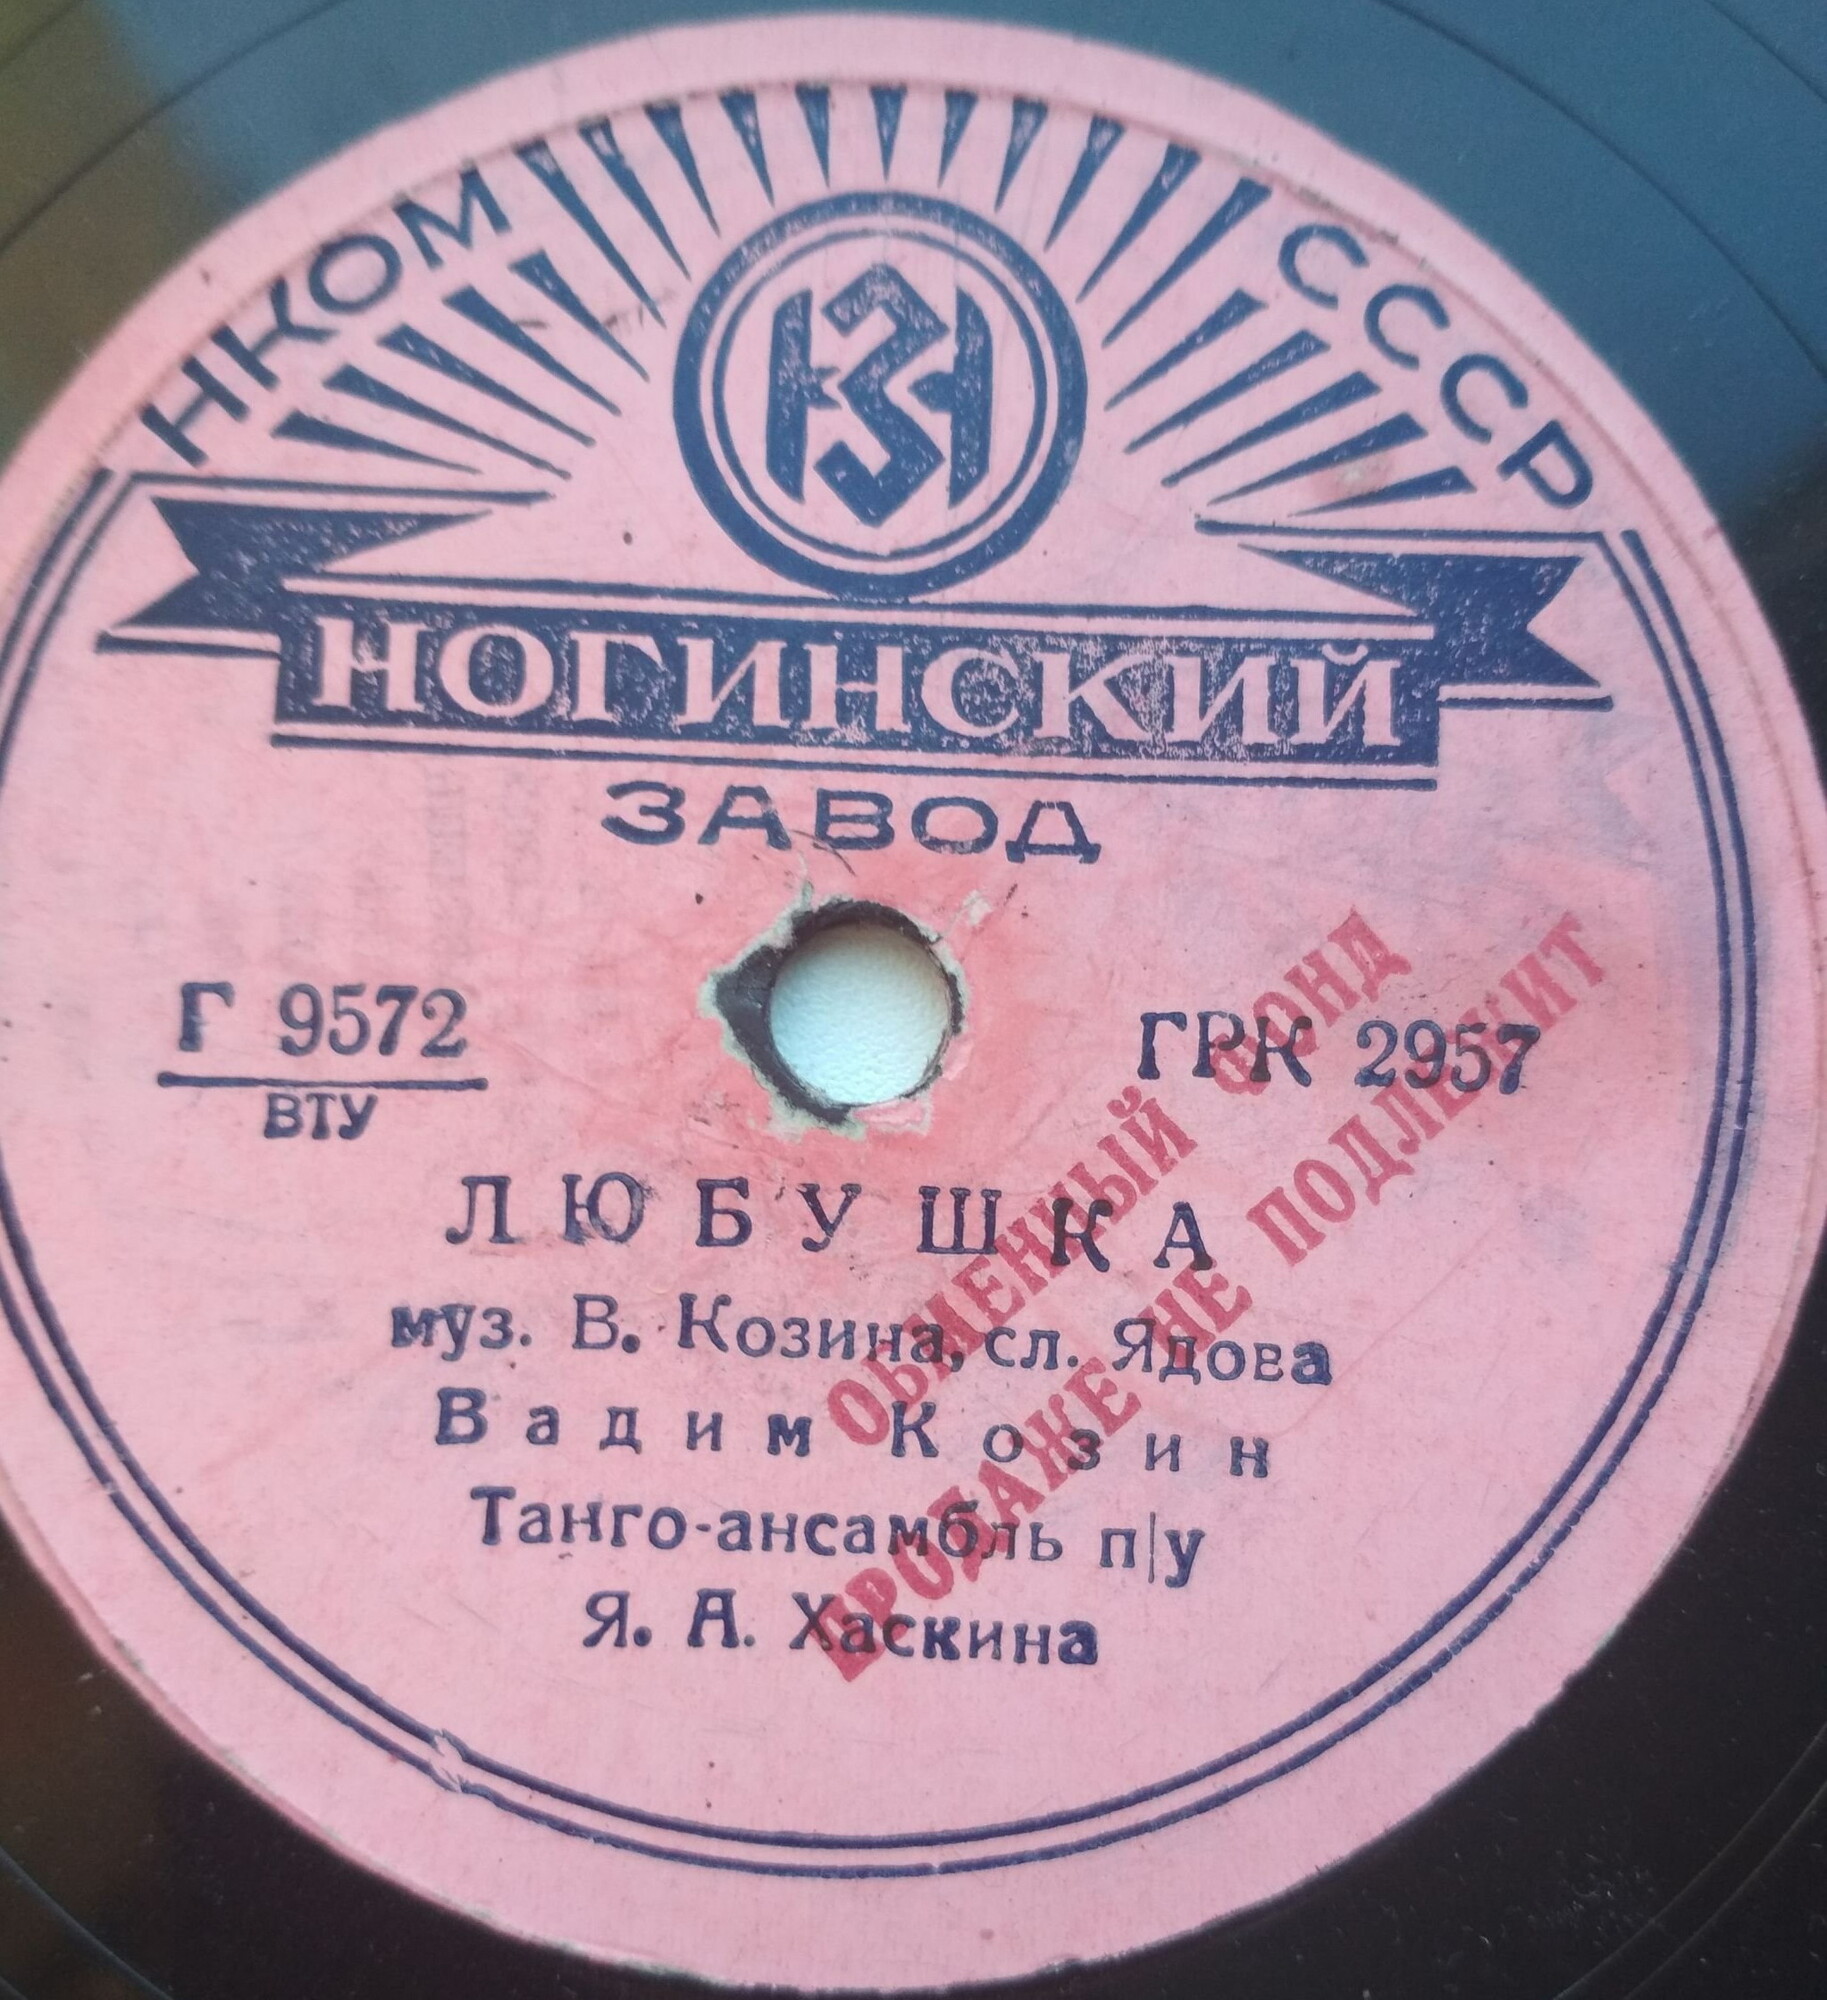 НКОМ СССР
НЗН
НОГИНСКИЙ
ЗАВОД
Г 9572
ВТУ
ГРК 2957
ЛЮБУШКА
муз. В. Козина, сл. Ядова
Вадим Козин
Танго-ансамбль п/у
Я. А. Хаскина
ОБМЕННЫЙ ФОНД
ПРОДАЖЕ НЕ ПОДЛЕЖИТ